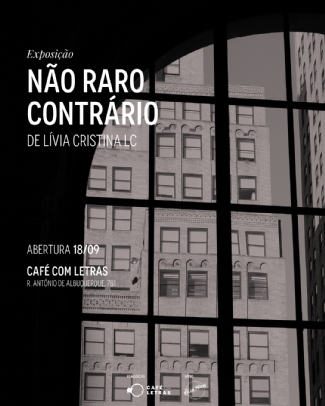 Exposição
NÃO RARO
CONTRÁRIO
DE LÍVIA CRISTINA LC
ABERTURA 18/09
CAFÉ COM LETRAS
R. ANTÔNIO DE ALBUQUERQUE, 781
CAFÉ
LETRAS